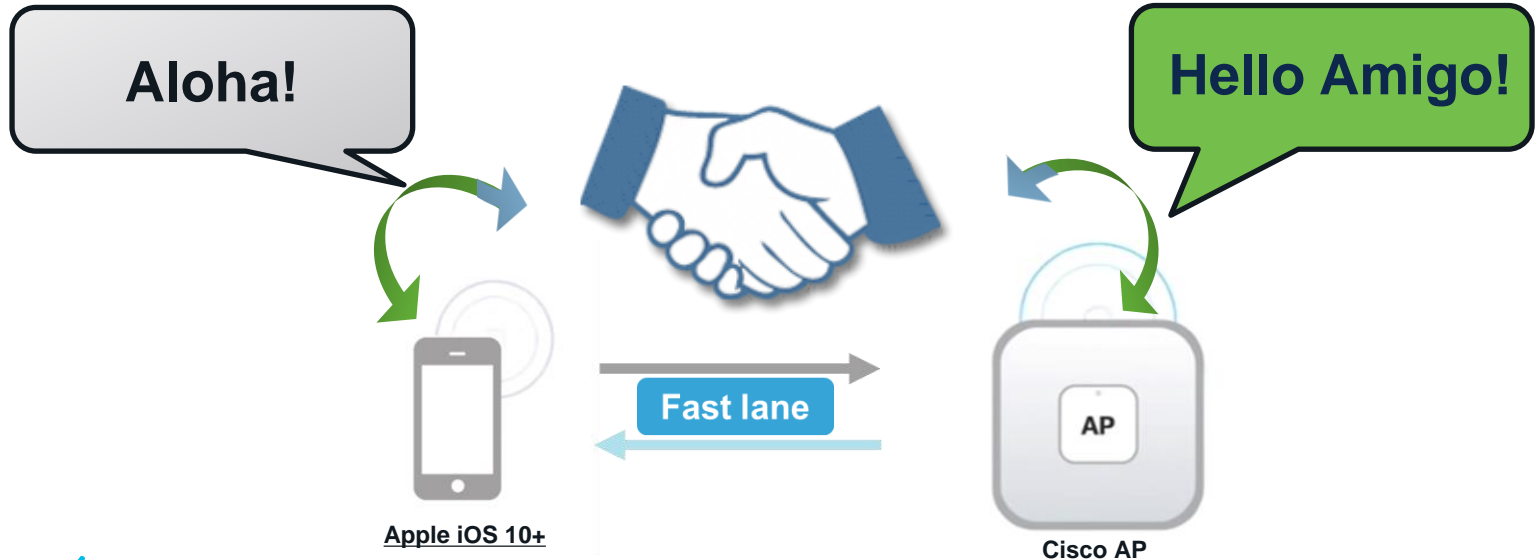 Aloha!
Hello Amigo!
Fast lane
AP
Apple iOS 10+
Cisco AP